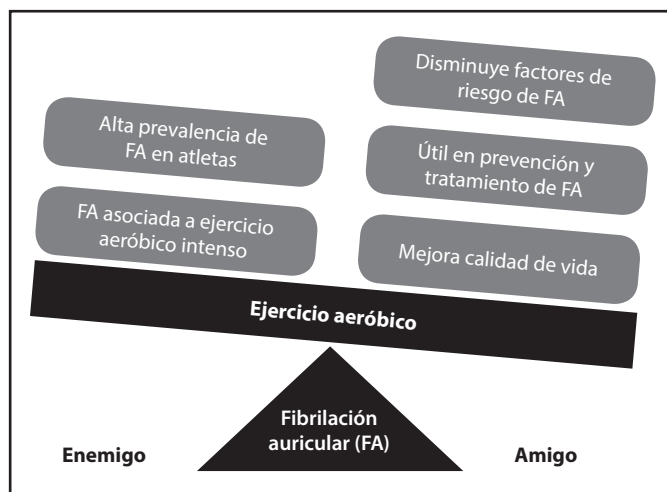 Disminuye factores de
riesgo de FA
Alta prevalencia de
FA en atletas
Útil en prevención y
tratamiento de FA
FA asociada a ejercicio
aeróbico intenso
Mejora calidad de vida
Ejercicio aeróbico
Fibrilación
auricular (FA)
Enemigo
Amigo